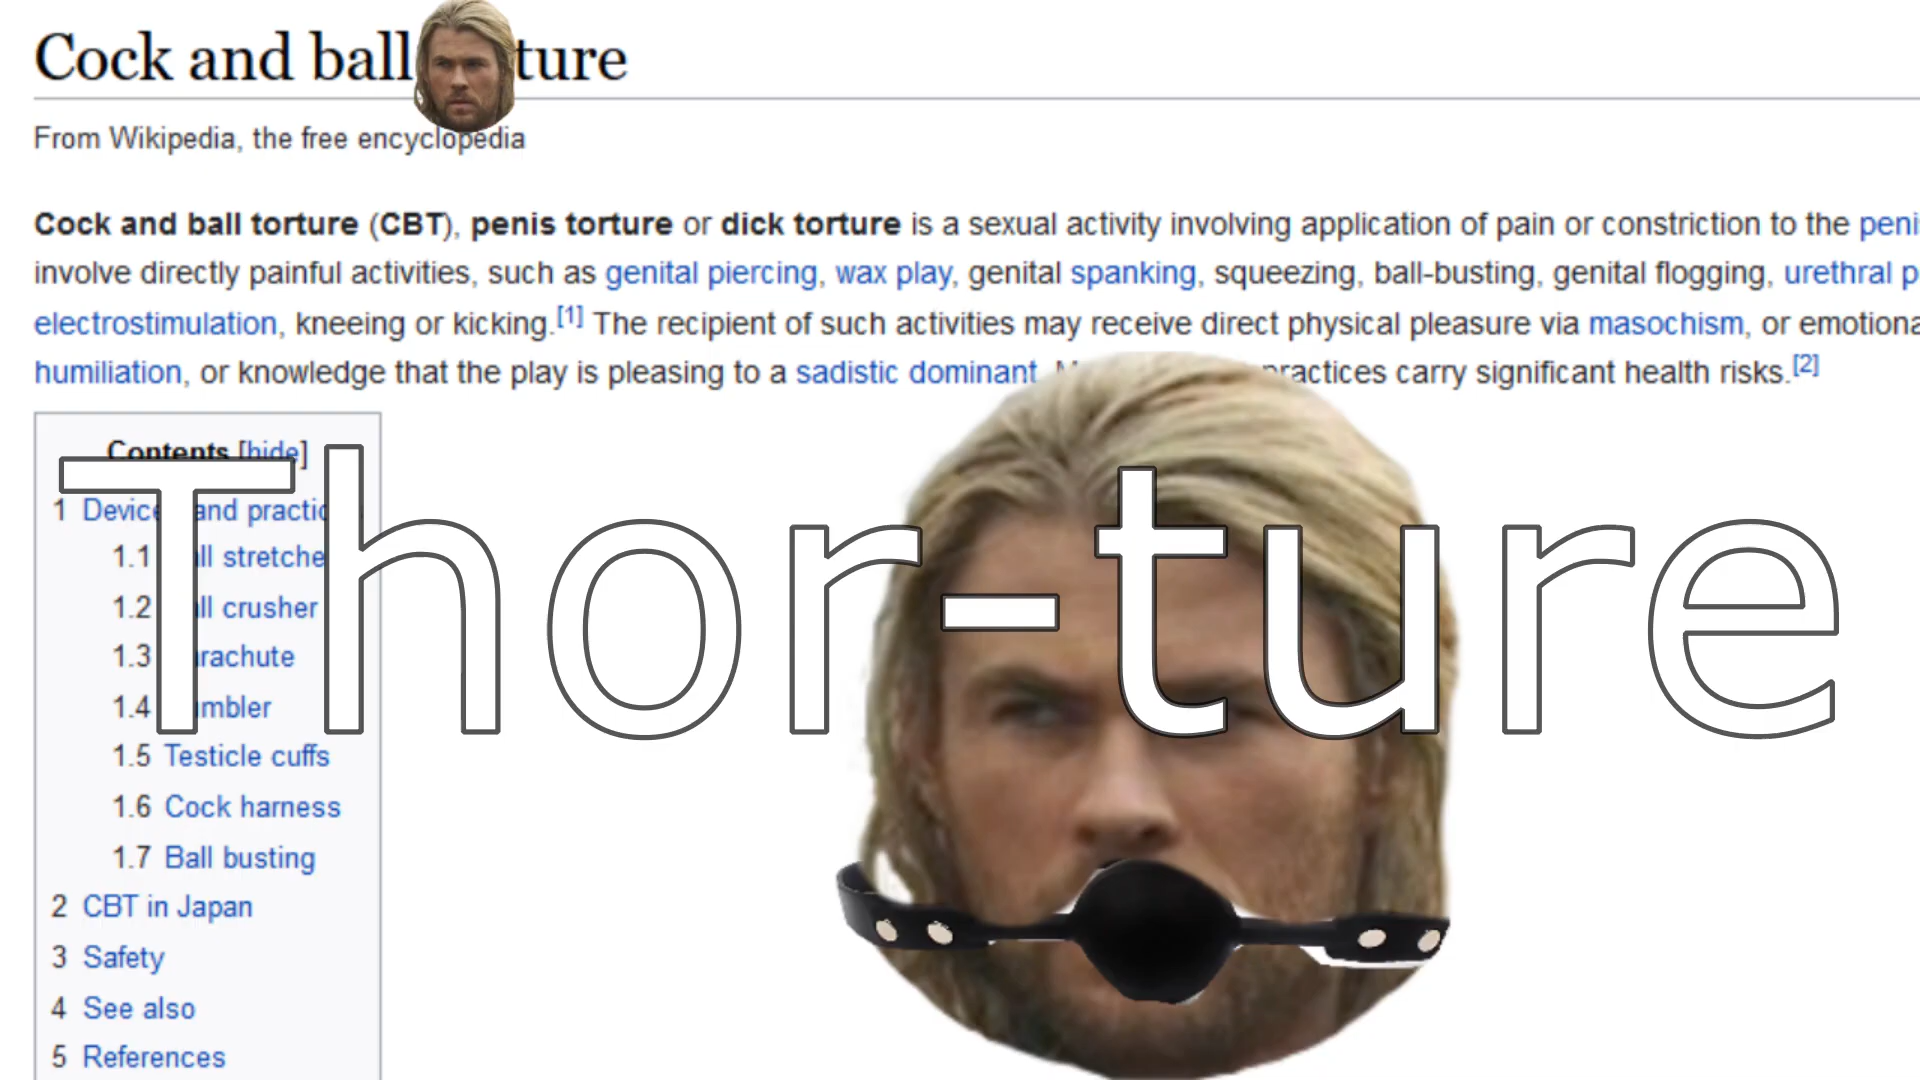 Cock and ball ture
From Wikipedia, the free encyclopedia
Cock and ball torture (CBT), penis torture or dick torture is a sexual activity involving application of pain or constriction to the
involve directly painful activities, such as genital piercing, wax play, genital spanking, squeezing, ball-busting, genital flogging, urethral
electrostimulation, kneeing or kicking.[1] The recipient of such activities may receive direct physical pleasure via masochism, or
humiliation, or knowledge that the play is pleasing to a sadistic dominant practices carry significant health risks.[2]
Contents [hide]
Thor-ture
1 and
1.1
1.2 crusher
1.3
1.4
1.5 Testicle cuffs
1.6 Cock harness
1.7 Ball busting
2 CBT in Japan
3 Safety
4 See also
5 References